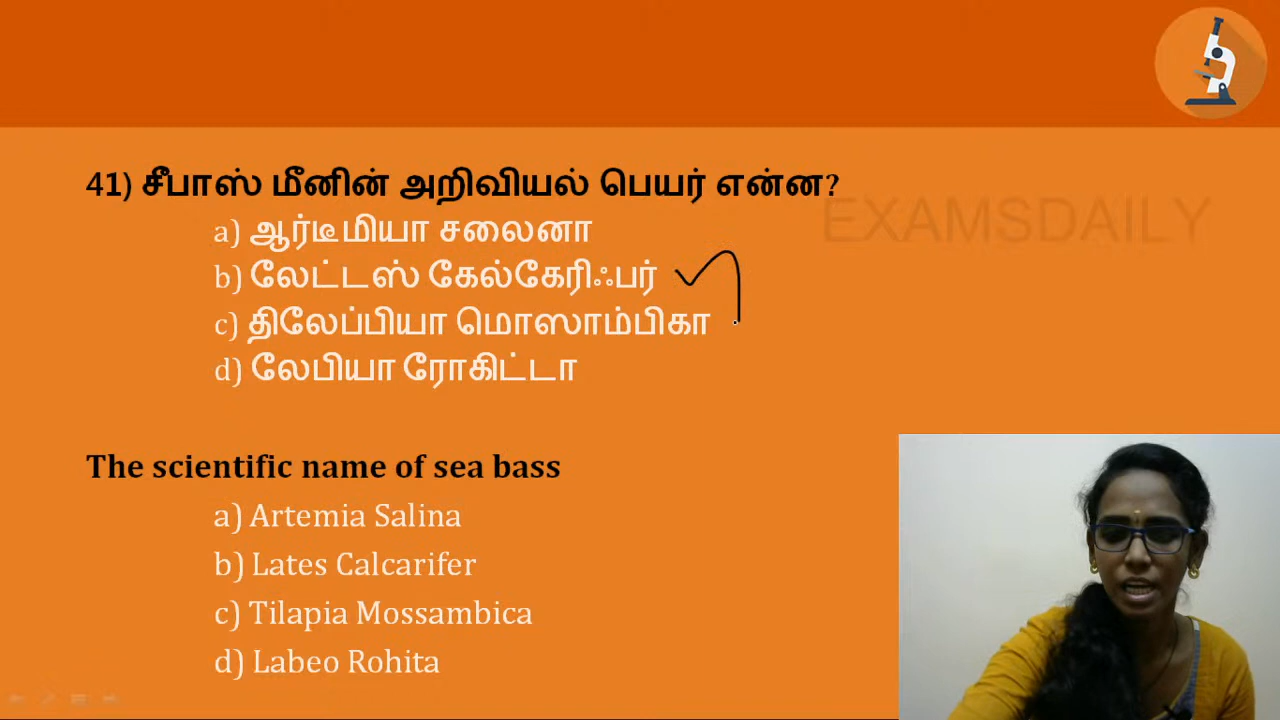 41) சீபாஸ் மீனின் அறிவியல் பெயர் என்ன?
a) ஆர்டீமியா சலைனா
EXAMSDAILY
b) லேட்டஸ் கேல்கேரிஃபர்
c) திலேப்பியா மொஸாம்பிகா
d) லேபியா ரோகிட்டா
The scientific name of sea bass
a) Artemia Salina
b) Lates Calcarifer
c) Tilapia Mossambica
d) Labeo Rohita